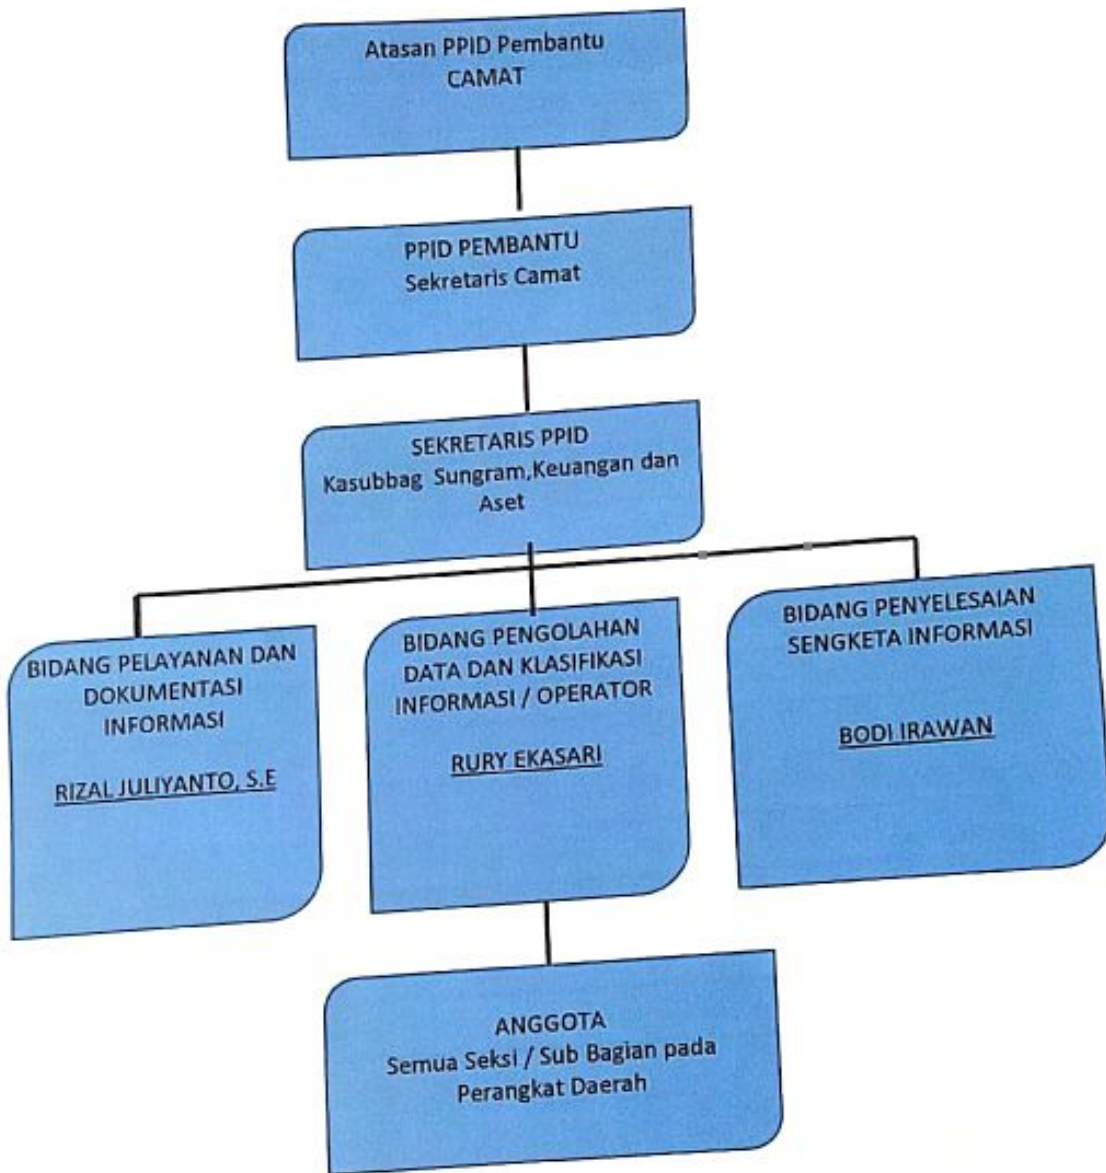 Atasan PPID Pembantu
CAMAT
PPID PEMBANTU
Sekretaris Camat
SEKRETARIS PPID
Kasubbag Sungram,Keuangan dan
Aset
BIDANG PELAYANAN DAN
DOKUMENTASI
INFORMASI
RIZAL JULIYANTO, S.E
BIDANG PENGOLAHAN
DATA DAN KLASIFIKASI
INFORMASI / OPERATOR
RURY EKASARI
BIDANG PENYELESAIAN
SENGKETA INFORMASI
BODI IRAWAN
ANGGOTA
Semua Seksi / Sub Bagian pada
Perangkat Daerah